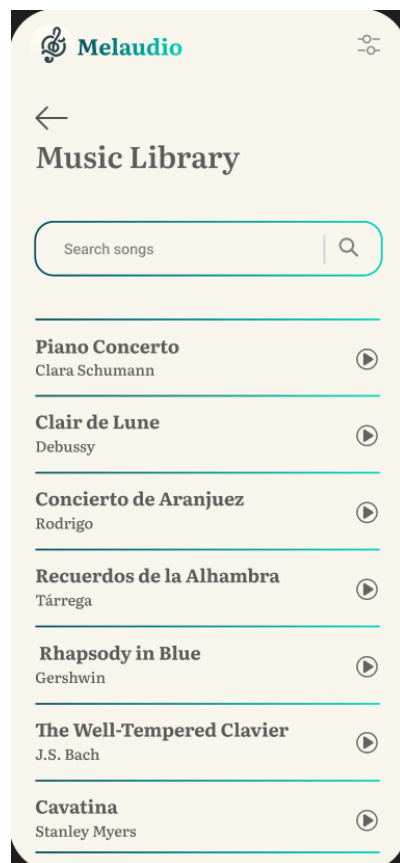 Melaudio
Music Library
Search songs
Piano Concerto
Clara Schumann
Clair de Lune
Debussy
Concierto de Aranjuez
Rodrigo
Recuerdos de la Alhambra
Tárrega
Rhapsody in Blue
Gershwin
The Well-Tempered Clavier
J.S. Bach
Cavatina
Stanley Myers